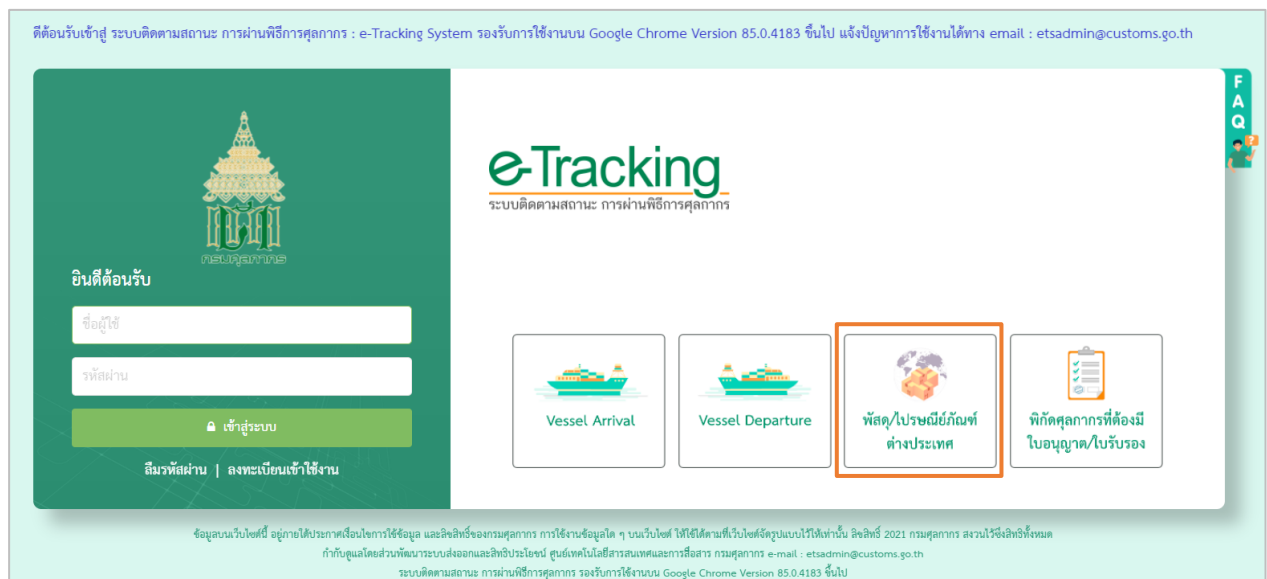 ดีต้อนรับเข้าสู่ ระบบติดตามสถานะ การผ่านพิธีการศุลกากร : e-Tracking System รองรับการใช้งานบน Google Chrome Version 85.0.4183 ขึ้นไป แจ้งปัญหาการใช้งานได้ทาง email : etsadmin@customs.go.th
F
A
Q
กรมศุลกากร
ยินดีต้อนรับ
ชื่อผู้ใช้
รหัสผ่าน
เข้าสู่ระบบ
ลืมรหัสผ่าน | ลงทะเบียนเข้าใช้งาน
e-Tracking
ระบบติดตามสถานะ การผ่านพิธีการศุลกากร
Vessel Arrival
Vessel Departure
พัสดุ/ไปรษณีย์ภัณฑ์
ต่างประเทศ
พิกัดศุลกากรที่ต้องมี
ใบอนุญาต/ใบรับรอง
ข้อมูลบนเว็บไซต์นี้ อยู่ภายใต้ประกาศเงื่อนไขการใช้ข้อมูล และลิขสิทธิ์ของกรมศุลกากร การใช้งานข้อมูลใด ๆ บนเว็บไซต์ ให้ใช้ได้ตามที่เว็บไซต์จัดรูปแบบไว้ให้เท่านั้น ลิขสิทธิ์ 2021 กรมศุลกากร สงวนไว้ซึ่งสิทธิทั้งหมด
กำกับดูแลโดยส่วนพัฒนาระบบส่งออกและสิทธิประโยชน์ ศูนย์เทคโนโลยีสารสนเทศและการสื่อสาร กรมศุลกากร e-mail : etsadmin@customs.go.th
ระบบติดตามสถานะ การผ่านพิธีการศุลกากร รองรับการใช้งานบน Google Chrome Version 85.0.4183 ขึ้นไป